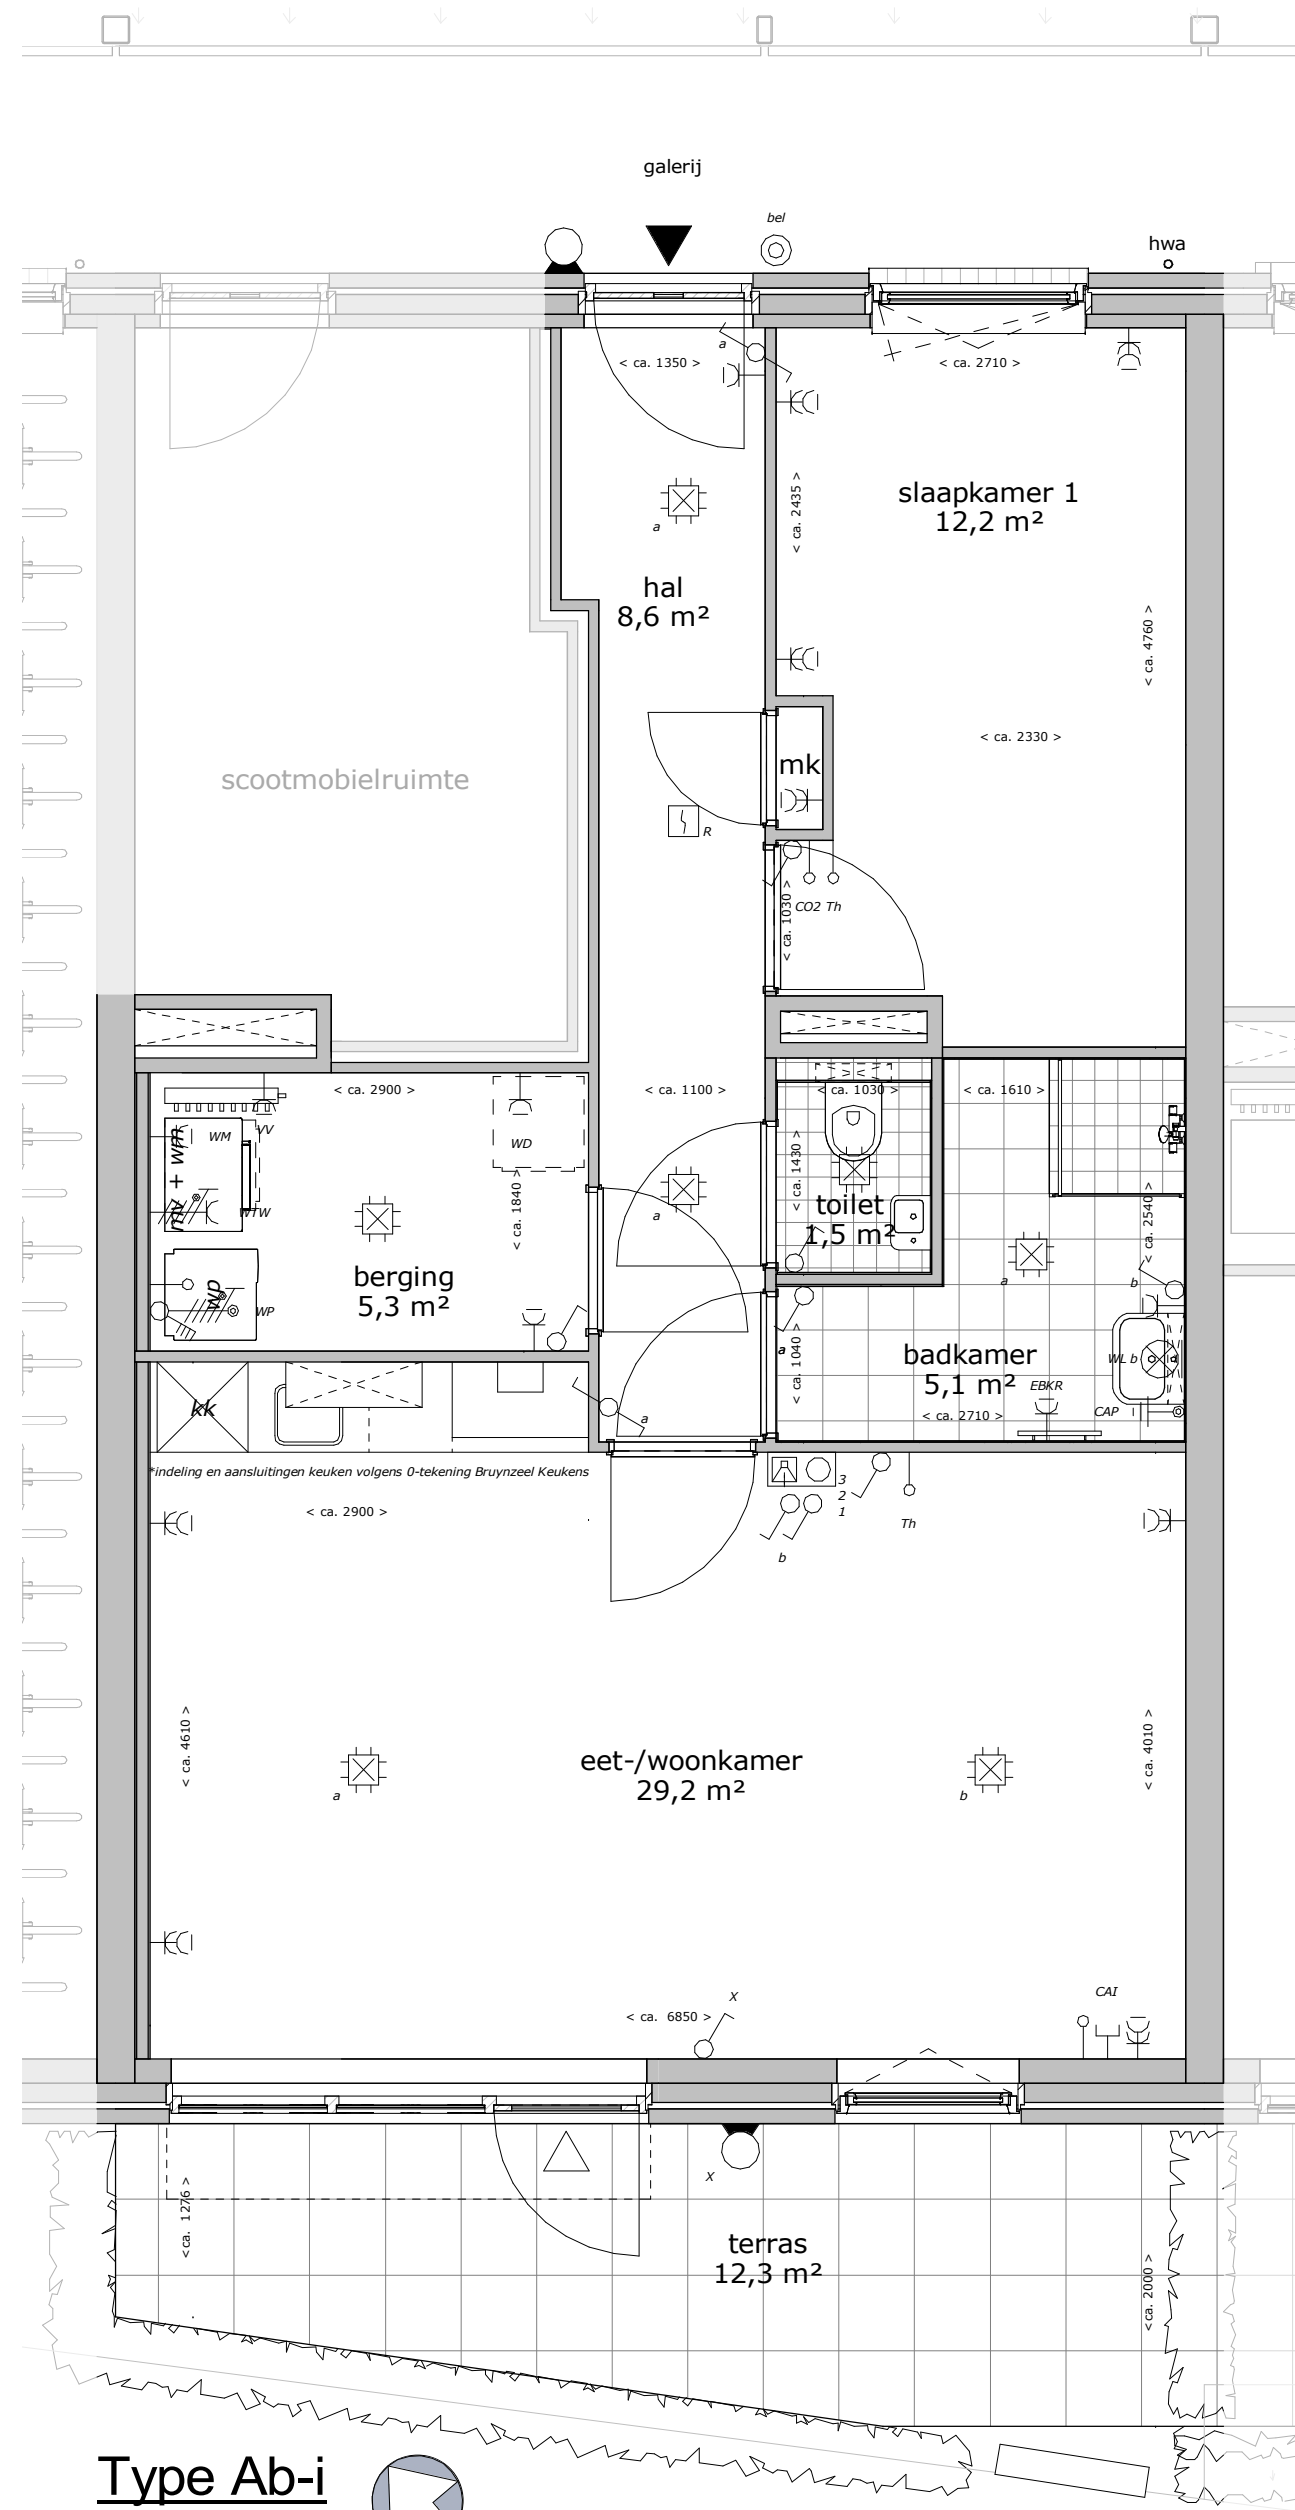 galerij
bel
hwa
a
< ca. 1350 >
< ca. 2710 >
< ca. 2435 >
slaapkamer 1
12,2 m²
a
hal
8,6 m²
< ca. 4760 >
< ca. 2330 >
scootmobielruimte
mk
R
< ca. 1030 >
CO2 Th
< ca. 2900 >
< ca. 1100 >
< ca. 1030 >
< ca. 1610 >
WM
VV
WD
mv + wm
< ca. 1840 >
< ca. 1430 >
WTW
a
toilet
1,5 m²
< ca. 2540 >
a
b
berging
5,3 m²
wp
WP
a
< ca. 1040 >
badkamer
5,1 m²
WL b
EBKR
CAP
< ca. 2710 >
kk
a
*indeling en aansluitingen keuken volgens 0-tekening Bruynzeel Keukens
3
2
1
< ca. 2900 >
Th
b
< ca. 4610 >
< ca. 4010 >
eet-/woonkamer
29,2 m²
a
b
CAI
X
< ca. 6850 >
X
<ca. 1276 >
terras
12,3 m²
<ca. 2000 >
Type Ab-i